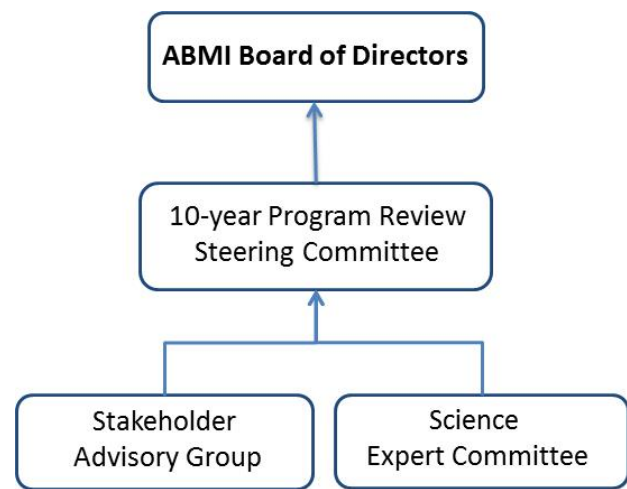 ABMI Board of Directors
10-year Program Review
Steering Committee
Stakeholder
Advisory Group
Science
Expert Committee